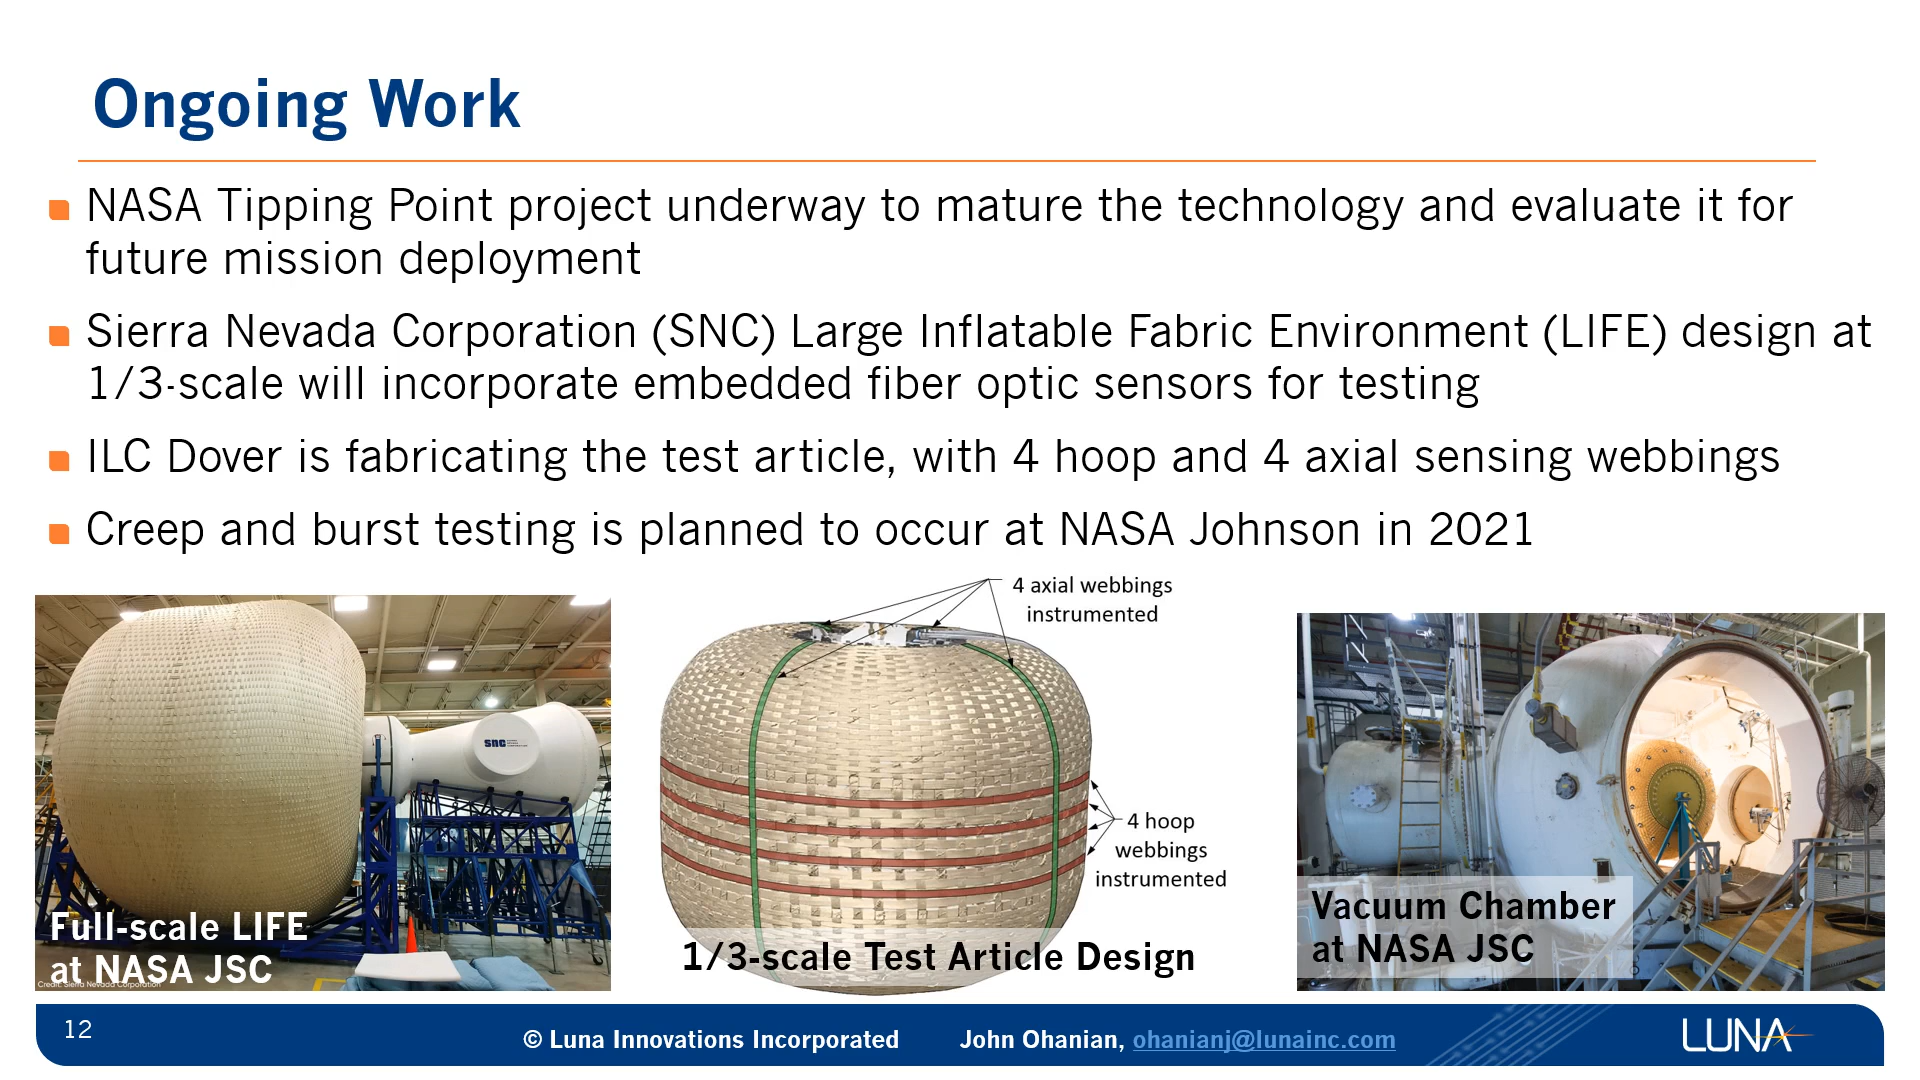 Ongoing Work
NASA Tipping Point project underway to mature the technology and evaluate it for
future mission deployment
Sierra Nevada Corporation (SNC) Large Inflatable Fabric Environment (LIFE) design at
1/3-scale will incorporate embedded fiber optic sensors for testing
ILC Dover is fabricating the test article, with 4 hoop and 4 axial sensing webbings
Creep and burst testing is planned to occur at NASA Johnson in 2021
snc
Full-scale LIFE
at NASA JSC
Credit: Sierra Nevada Corporation
4 axial webbings
instrumented
4 hoop
webbings
instrumented
1/3-scale Test Article Design
Vacuum Chamber
at NASA JSC
12
© Luna Innovations Incorporated John Ohanian, ohanianj@lunainc.com
LUNA